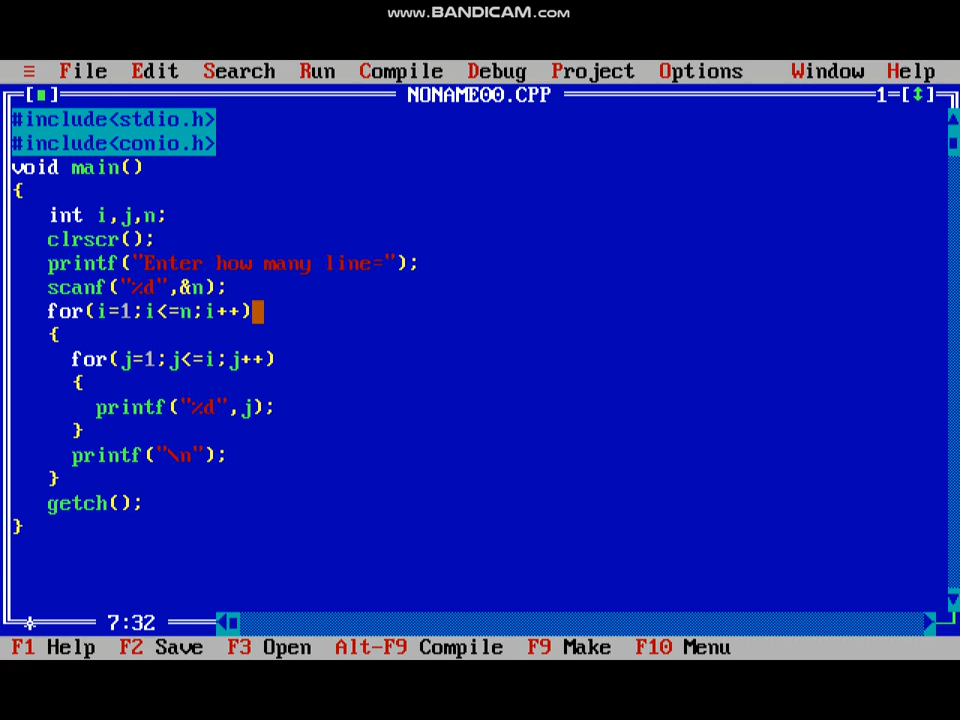 www.BANDICAM.com
≡ File Edit Search Run Compile Debug Project Options Window Help
[■] NONAME00.CPP 1=[↕]
#include<stdio.h>
#include<conio.h>
void main()
{
int i,j,n;
clrscr();
printf("Enter how many line=");
scanf("%d",&n);
for(i=1;i<=n;i++)
{
for(j=1;j<=i;j++)
{
printf("%d",j);
}
printf("\n");
}
getch();
}
7:32
F1 Help F2 Save F3 Open Alt-F9 Compile F9 Make F10 Menu